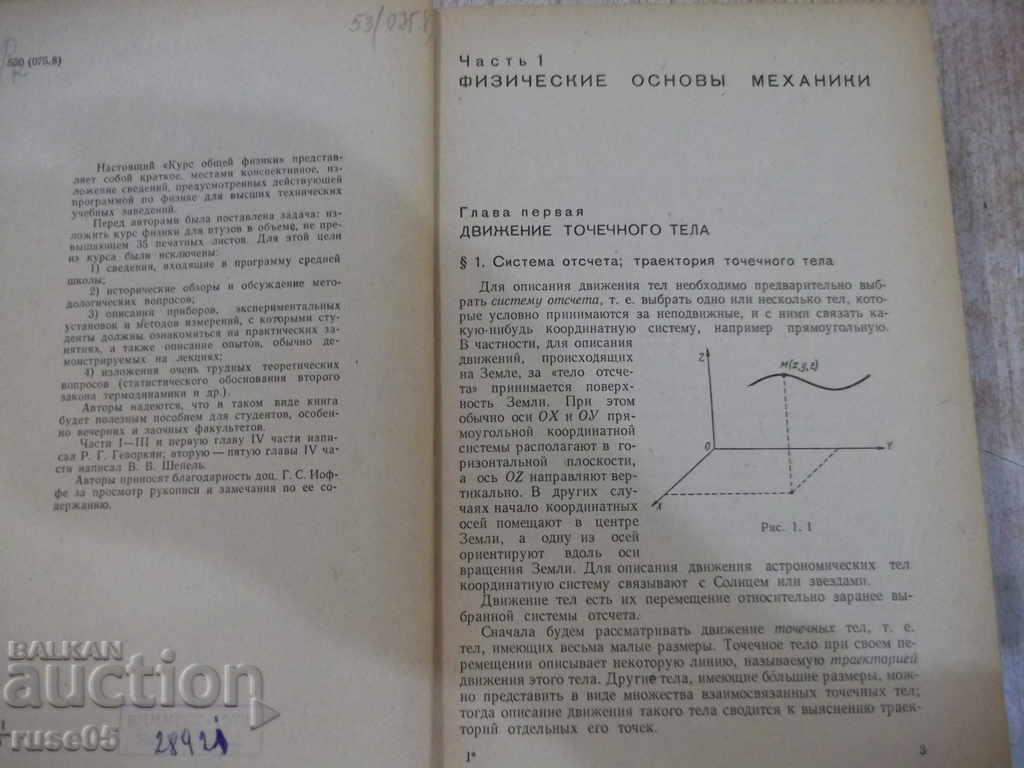 53/075.8
530 (075.8)
Настоящий «Курс общей физики» представ-
ляет собой краткое, местами конспективное, из-
ложение сведений, предусмотренных действующей
программой по физике для высших технических
учебных заведений.
Перед авторами была поставлена задача: из-
ложить курс физики для втузов в объеме, не пре-
вышающем 35 печатных листов. Для этой цели
из курса были исключены:
1) сведения, входящие в программу средней
школы;
2) исторические обзоры и обсуждение мето-
дологических вопросов;
3) описания приборов, экспериментальных
установок и методов измерений, с которыми сту-
денты должны ознакомиться на практических за-
нятиях, а также описание опытов, обычно де-
монстрируемых на лекциях;
4) изложения очень трудных теоретических
вопросов (статистического обоснования второго
закона термодинамики и др.).
Авторы надеются, что в таком виде книга
будет полезным пособием для студентов, особен-
но вечерних и заочных факультетов.
Части I—III и первую главу IV части напи-
сал Р. Г. Геворкян; вторую — пятую главы IV ча-
сти написал В. В. Шепель.
Авторы приносят благодарность доц. Г. С. Иоф-
фе за просмотр рукописи и замечания по ее со-
держанию.
28421
Часть 1
ФИЗИЧЕСКИЕ ОСНОВЫ МЕХАНИКИ
Глава первая
ДВИЖЕНИЕ ТОЧЕЧНОГО ТЕЛА
§ 1. Система отсчета; траектория точечного тела
Для описания движения тел необходимо предварительно выб-
рать систему отсчета, т. е. выбрать одно или несколько тел, кото-
рые условно принимаются за неподвижные, и с ними связать ка-
кую-нибудь координатную систему, например прямоугольную.
В частности, для описания
движений, происходящих
на Земле, за «тело отсче-
та» принимается поверх-
ность Земли. При этом
обычно оси OX и OУ пря-
моугольной координатной
системы располагают в го-
ризонтальной плоскости,
а ось OZ направляют вер-
тикально. В других слу-
чаях начало координатных
осей помещают в центре
Земли, а одну из осей
ориентируют вдоль оси
вращения Земли. Для описания движения астрономических тел
координатную систему связывают с Солнцем или звездами.
Z
M(x,y,z)
O
Y
X
Рис. 1. 1
Движение тел есть их перемещение относительно заранее вы-
бранной системы отсчета.
Сначала будем рассматривать движение точечных тел, т. е.
тел, имеющих весьма малые размеры. Точечное тело при своем пе-
ремещении описывает некоторую линию, называемую траекторией
движения этого тела. Другие тела, имеющие бóльшие размеры, мож-
но представить в виде множества взаимосвязанных точечных тел;
тогда описание движения такого тела сводится к выяснению траек-
торий отдельных его точек.
1*
3
BALKAN
auction
ruse05